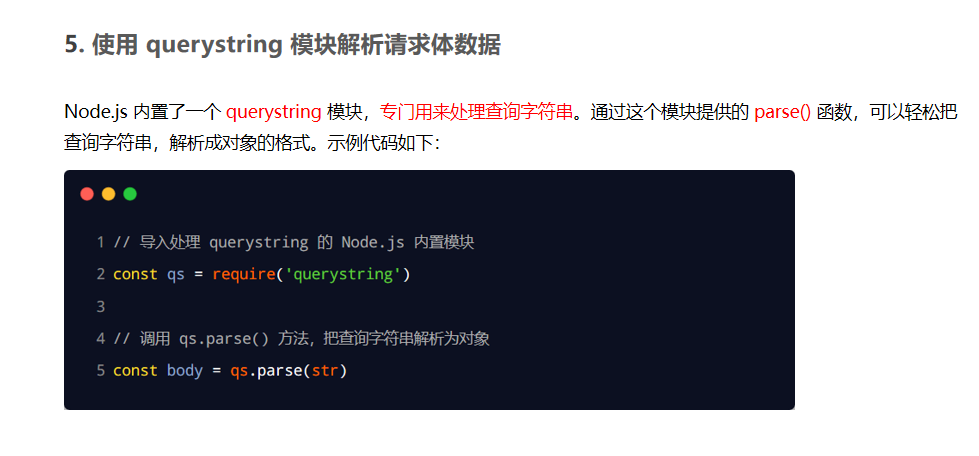 5. 使用 querystring 模块解析请求体数据
Node.js 内置了一个 querystring 模块，专门用来处理查询字符串。通过这个模块提供的 parse() 函数，可以轻松把
查询字符串，解析成对象的格式。示例代码如下：
1 // 导入处理 querystring 的 Node.js 内置模块
2 const qs = require('querystring')
3
4 // 调用 qs.parse() 方法，把查询字符串解析为对象
5 const body = qs.parse(str)